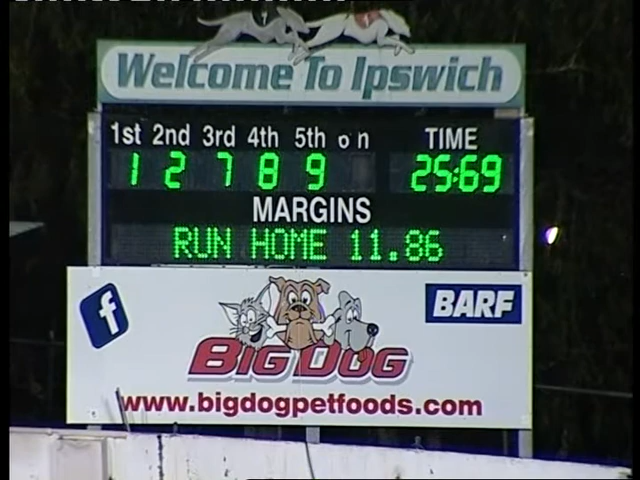 Welcome To Ipswich
1st 2nd 3rd 4th 5th on TIME
1 2 7 8 9 25:69
MARGINS
RUN HOME 11.86
f
BARF
BIG DOG
www.bigdogpetfoods.com